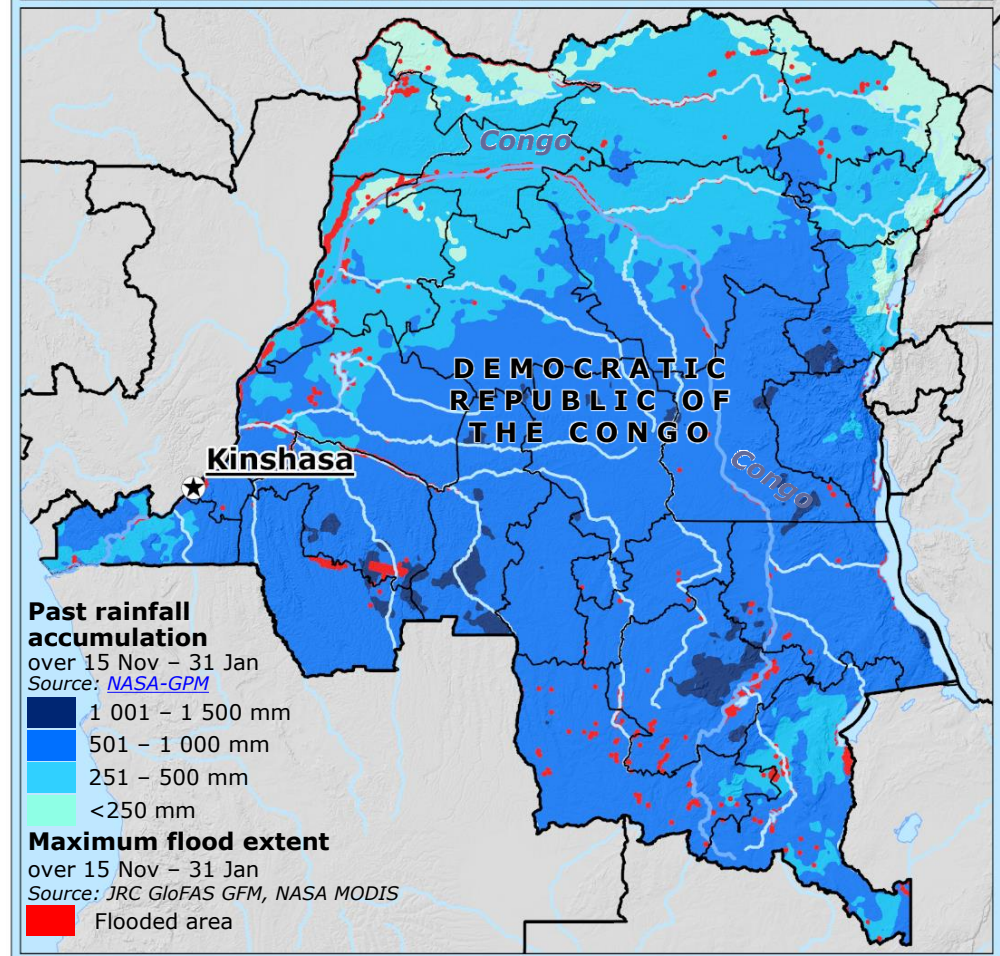 Congo
DEMOCRATIC
REPUBLIC OF
THE CONGO
Kinshasa
Congo
Past rainfall
accumulation
over 15 Nov – 31 Jan
Source: NASA-GPM
1 001 – 1 500 mm
501 – 1 000 mm
251 – 500 mm
<250 mm
Maximum flood extent
over 15 Nov – 31 Jan
Source: JRC GloFAS GFM, NASA MODIS
Flooded area